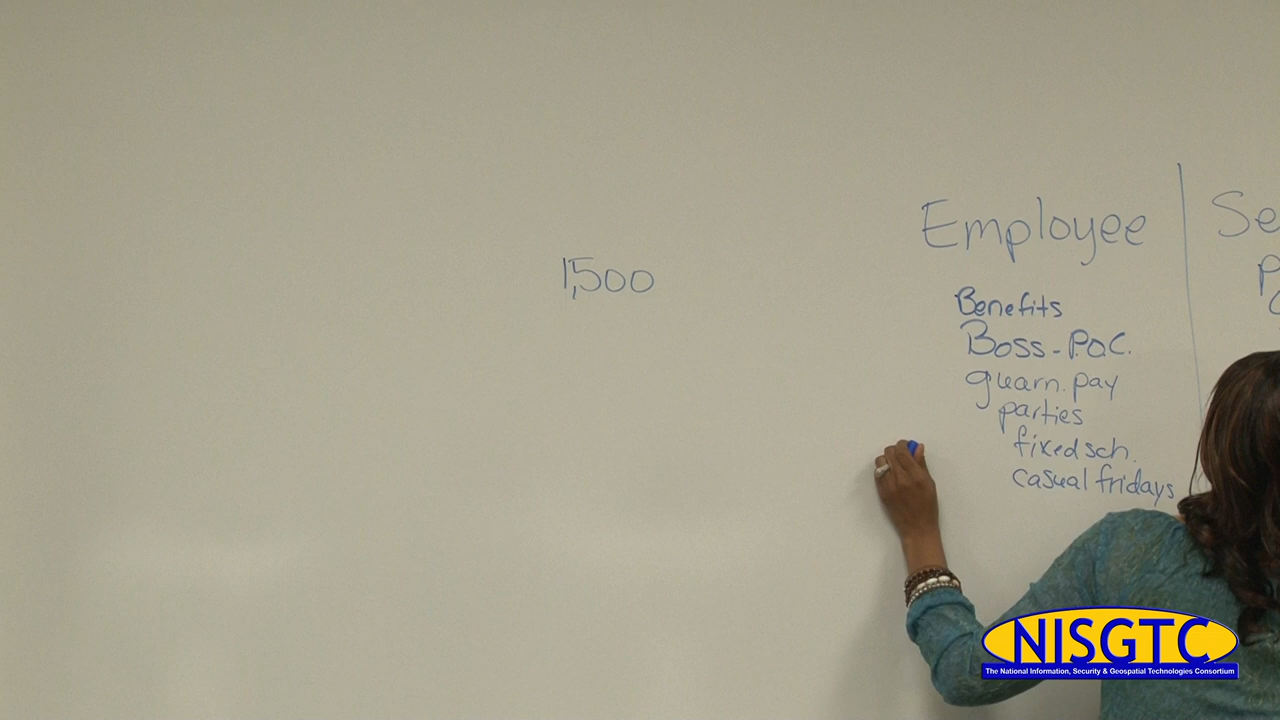 1,500
Employee
Benefits
Boss - P.O.C.
guarn. pay
parties
fixed sch.
casual fridays
Se
P
NISGTC
The National Information, Security & Geospatial Technologies Consortium